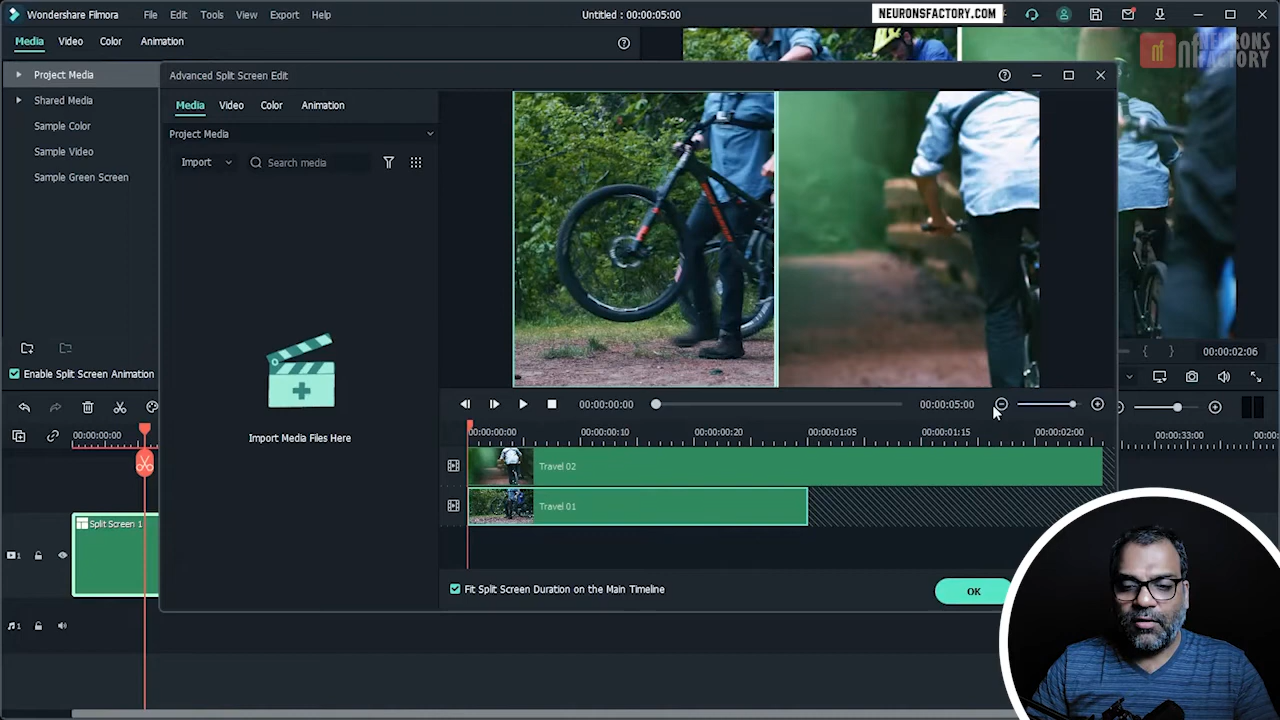 Wondershare Filmora File Edit Tools View Export Help Untitled : 00:00:05:00 NEURONSFACTORY.COM
nf NEURONS FACTORY
Media Video Color Animation
Project Media
Shared Media
Sample Color
Sample Video
Sample Green Screen
Enable Split Screen Animation
Advanced Split Screen Edit
Media Video Color Animation
Project Media
Import Search media
Import Media Files Here
00:00:00:00 00:00:05:00
00:00:00:00 00:00:00:10 00:00:00:20 00:00:01:05 00:00:01:15 00:00:02:00
Travel 02
Travel 01
Fit Split Screen Duration on the Main Timeline
OK
00:00:02:06
00:00:00:00
00:00:33:00
Split Screen 1
1
1